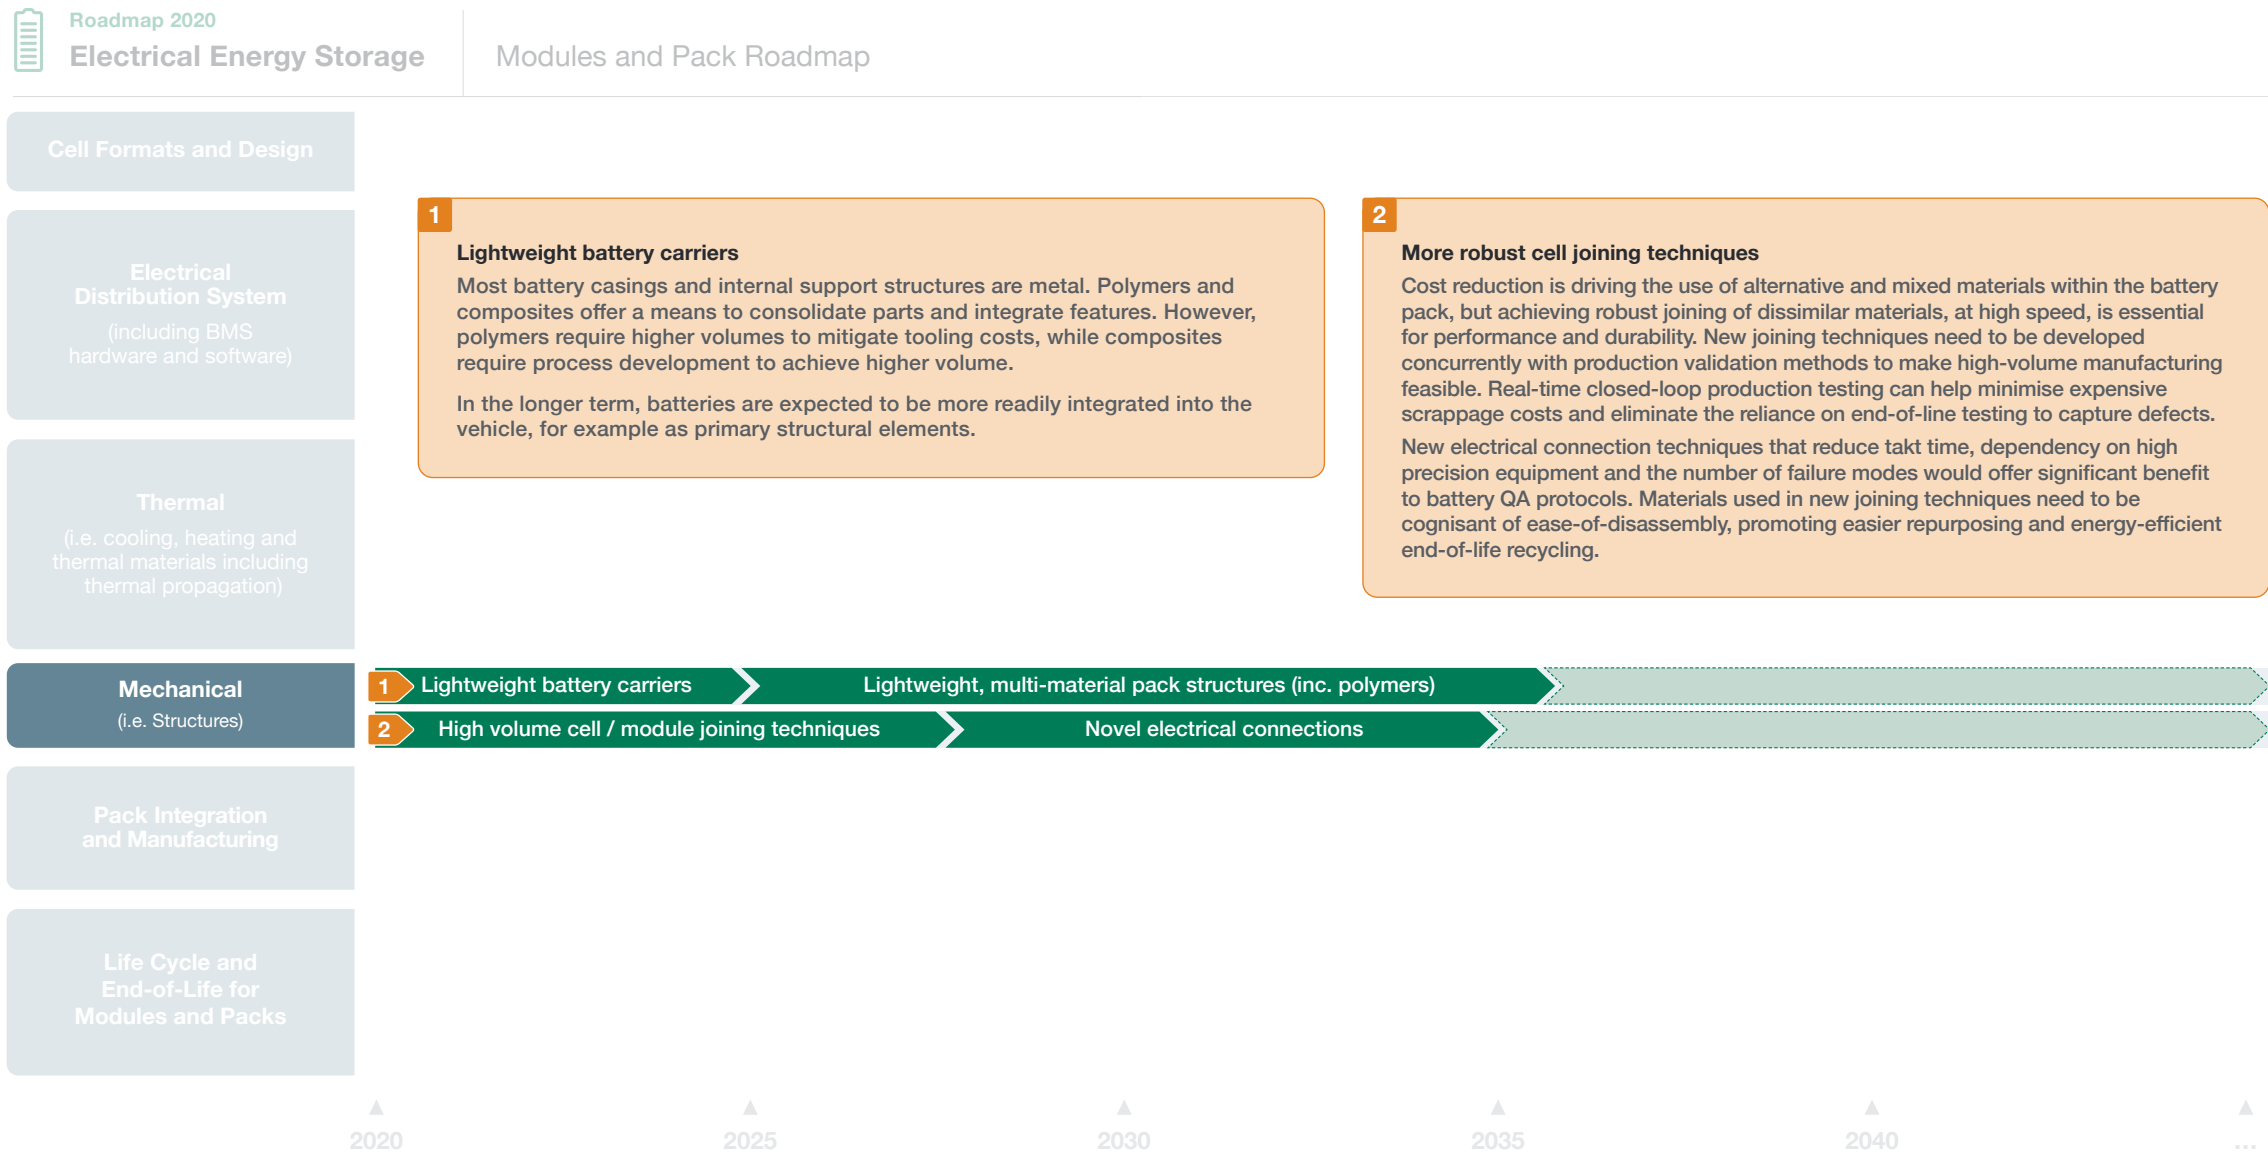 Roadmap 2020
Electrical Energy Storage
Modules and Pack Roadmap
Cell Formats and Design
Electrical
Distribution System
(including BMS
hardware and software)
Thermal
(i.e. cooling, heating and
thermal materials including
thermal propagation)
Mechanical
(i.e. Structures)
Pack Integration
and Manufacturing
Life Cycle and
End-of-Life for
Modules and Packs
1
Lightweight battery carriers
Most battery casings and internal support structures are metal. Polymers and
composites offer a means to consolidate parts and integrate features. However,
polymers require higher volumes to mitigate tooling costs, while composites
require process development to achieve higher volume.
In the longer term, batteries are expected to be more readily integrated into the
vehicle, for example as primary structural elements.
2
More robust cell joining techniques
Cost reduction is driving the use of alternative and mixed materials within the battery
pack, but achieving robust joining of dissimilar materials, at high speed, is essential
for performance and durability. New joining techniques need to be developed
concurrently with production validation methods to make high-volume manufacturing
feasible. Real-time closed-loop production testing can help minimise expensive
scrappage costs and eliminate the reliance on end-of-line testing to capture defects.
New electrical connection techniques that reduce takt time, dependency on high
precision equipment and the number of failure modes would offer significant benefit
to battery QA protocols. Materials used in new joining techniques need to be
cognisant of ease-of-disassembly, promoting easier repurposing and energy-efficient
end-of-life recycling.
1 Lightweight battery carriers Lightweight, multi-material pack structures (inc. polymers)
2 High volume cell / module joining techniques Novel electrical connections
2020 2025 2030 2035 2040 ...